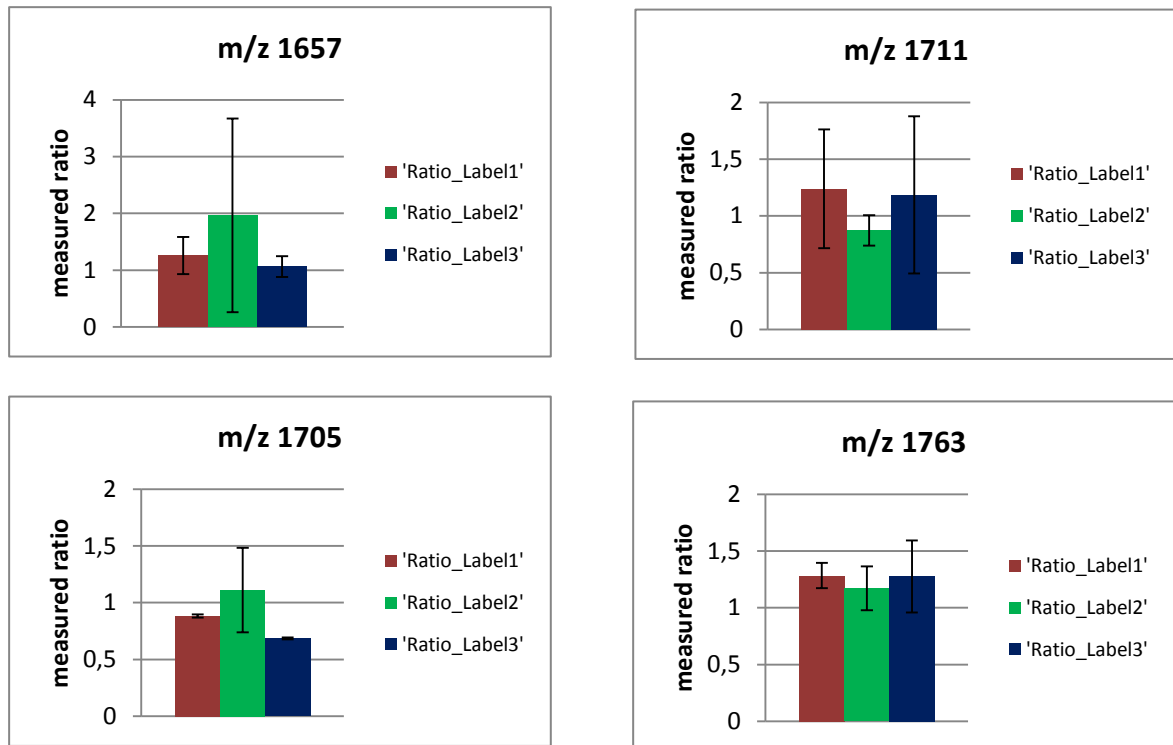 m/z 1657
measured ratio
4
3
2
1
0
'Ratio_Label1'
'Ratio_Label2'
'Ratio_Label3'
m/z 1711
measured ratio
2
1,5
1
0,5
0
'Ratio_Label1'
'Ratio_Label2'
'Ratio_Label3'
m/z 1705
measured ratio
2
1,5
1
0,5
0
'Ratio_Label1'
'Ratio_Label2'
'Ratio_Label3'
m/z 1763
measured ratio
2
1,5
1
0,5
0
'Ratio_Label1'
'Ratio_Label2'
'Ratio_Label3'